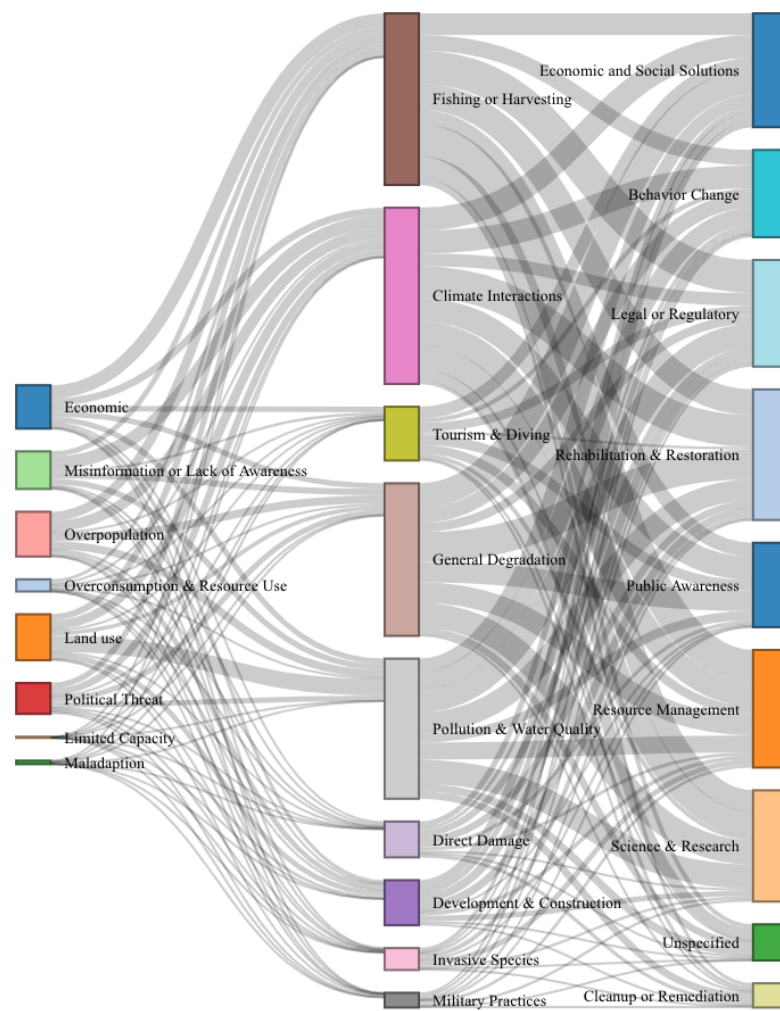 Economic
Misinformation or Lack of Awareness
Overpopulation
Overconsumption & Resource Use
Land use
Political Threat
Limited Capacity
Maladaption
Fishing or Harvesting
Climate Interactions
Tourism & Diving
General Degradation
Pollution & Water Quality
Direct Damage
Development & Construction
Invasive Species
Military Practices
Economic and Social Solutions
Behavior Change
Legal or Regulatory
Rehabilitation & Restoration
Public Awareness
Resource Management
Science & Research
Unspecified
Cleanup or Remediation